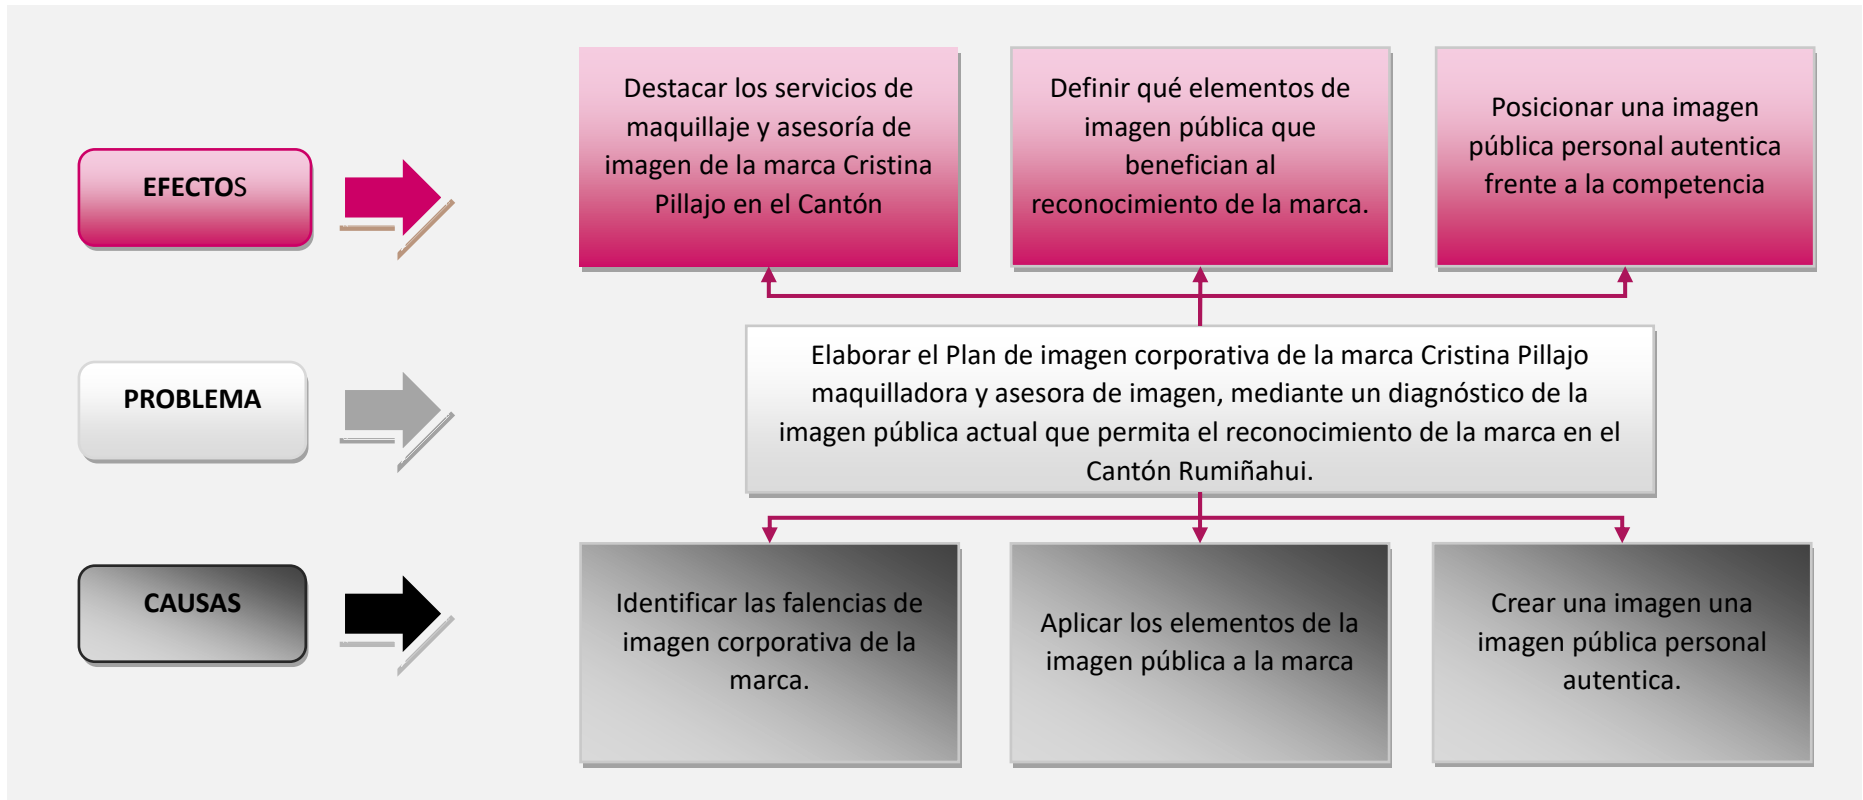 EFECTOS
Destacar los servicios de
maquillaje y asesoría de
imagen de la marca Cristina
Pillajo en el Cantón
Definir qué elementos de
imagen pública que
benefician al
reconocimiento de la marca.
Posicionar una imagen
pública personal autentica
frente a la competencia
PROBLEMA
Elaborar el Plan de imagen corporativa de la marca Cristina Pillajo
maquilladora y asesora de imagen, mediante un diagnóstico de la
imagen pública actual que permita el reconocimiento de la marca en el
Cantón Rumiñahui.
CAUSAS
Identificar las falencias de
imagen corporativa de la
marca.
Aplicar los elementos de la
imagen pública a la marca
Crear una imagen una
imagen pública personal
autentica.